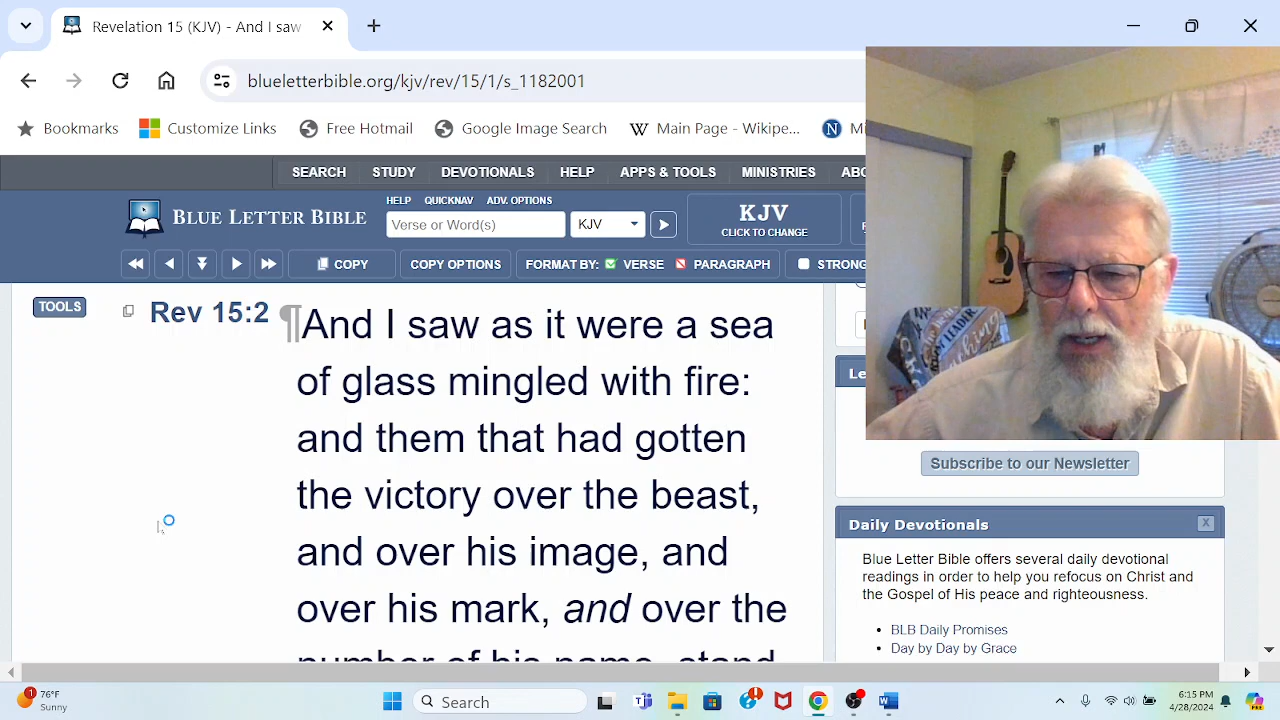 Revelation 15 (KJV) - And I saw
blueletterbible.org/kjv/rev/15/1/s_1182001
Bookmarks Customize Links Free Hotmail Google Image Search Main Page - Wikipe...
SEARCH STUDY DEVOTIONALS HELP APPS & TOOLS MINISTRIES
HELP QUICKNAV ADV. OPTIONS
BLUE LETTER BIBLE Verse or Word(s) KJV
KJV
CLICK TO CHANGE
COPY COPY OPTIONS FORMAT BY: VERSE PARAGRAPH
TOOLS Rev 15:2 ¶And I saw as it were a sea
of glass mingled with fire:
and them that had gotten
the victory over the beast,
and over his image, and
over his mark, and over the
number of his name, stand
Subscribe to our Newsletter
Daily Devotionals X
Blue Letter Bible offers several daily devotional
readings in order to help you refocus on Christ and
the Gospel of His peace and righteousness.
• BLB Daily Promises
• Day by Day by Grace
1 76°F
Sunny
Search
6:15 PM
4/28/2024